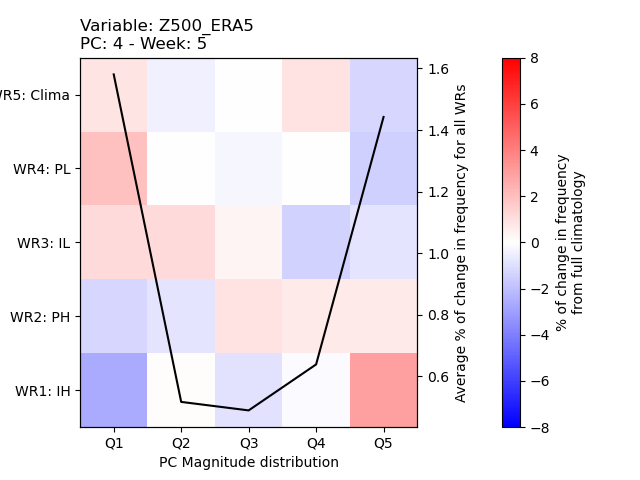 Variable: Z500_ERA5
PC: 4 - Week: 5
WR5: Clima
WR4: PL
WR3: IL
WR2: PH
WR1: IH
Q1 Q2 Q3 Q4 Q5
PC Magnitude distribution
1.6
1.4
1.2
1.0
0.8
0.6
Average % of change in frequency for all WRs
8
6
4
2
0
−2
−4
−6
−8
% of change in frequency
from full climatology